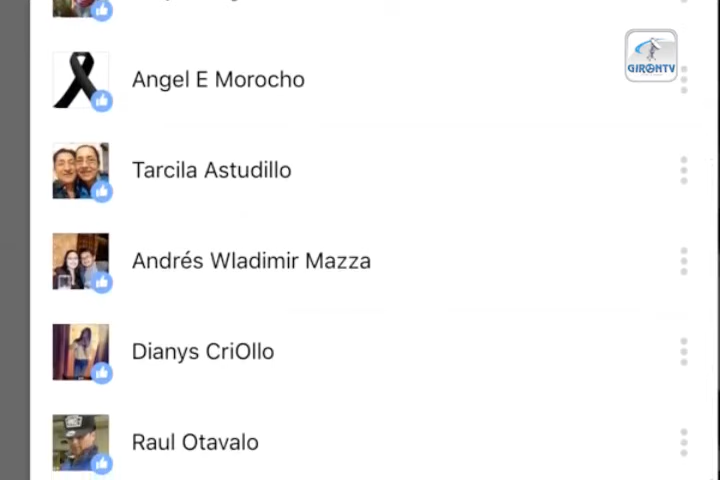 GIRONTV
Angel E Morocho
Tarcila Astudillo
Andrés Wladimir Mazza
Dianys CriOllo
Raul Otavalo